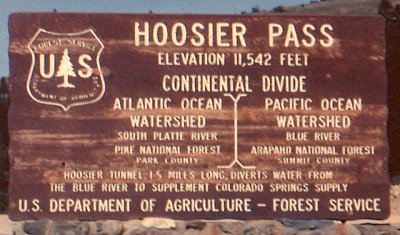 HOOSIER PASS
ELEVATION 11,542 FEET
CONTINENTAL DIVIDE
FOREST SERVICE
U S
DEPARTMENT OF AGRICULTURE
ATLANTIC OCEAN
WATERSHED
SOUTH PLATTE RIVER
PIKE NATIONAL FOREST
PARK COUNTY
PACIFIC OCEAN
WATERSHED
BLUE RIVER
ARAPAHO NATIONAL FOREST
SUMMIT COUNTY
HOOSIER TUNNEL, 1.5 MILES LONG, DIVERTS WATER FROM
THE BLUE RIVER TO SUPPLEMENT COLORADO SPRINGS SUPPLY
U.S. DEPARTMENT OF AGRICULTURE - FOREST SERVICE